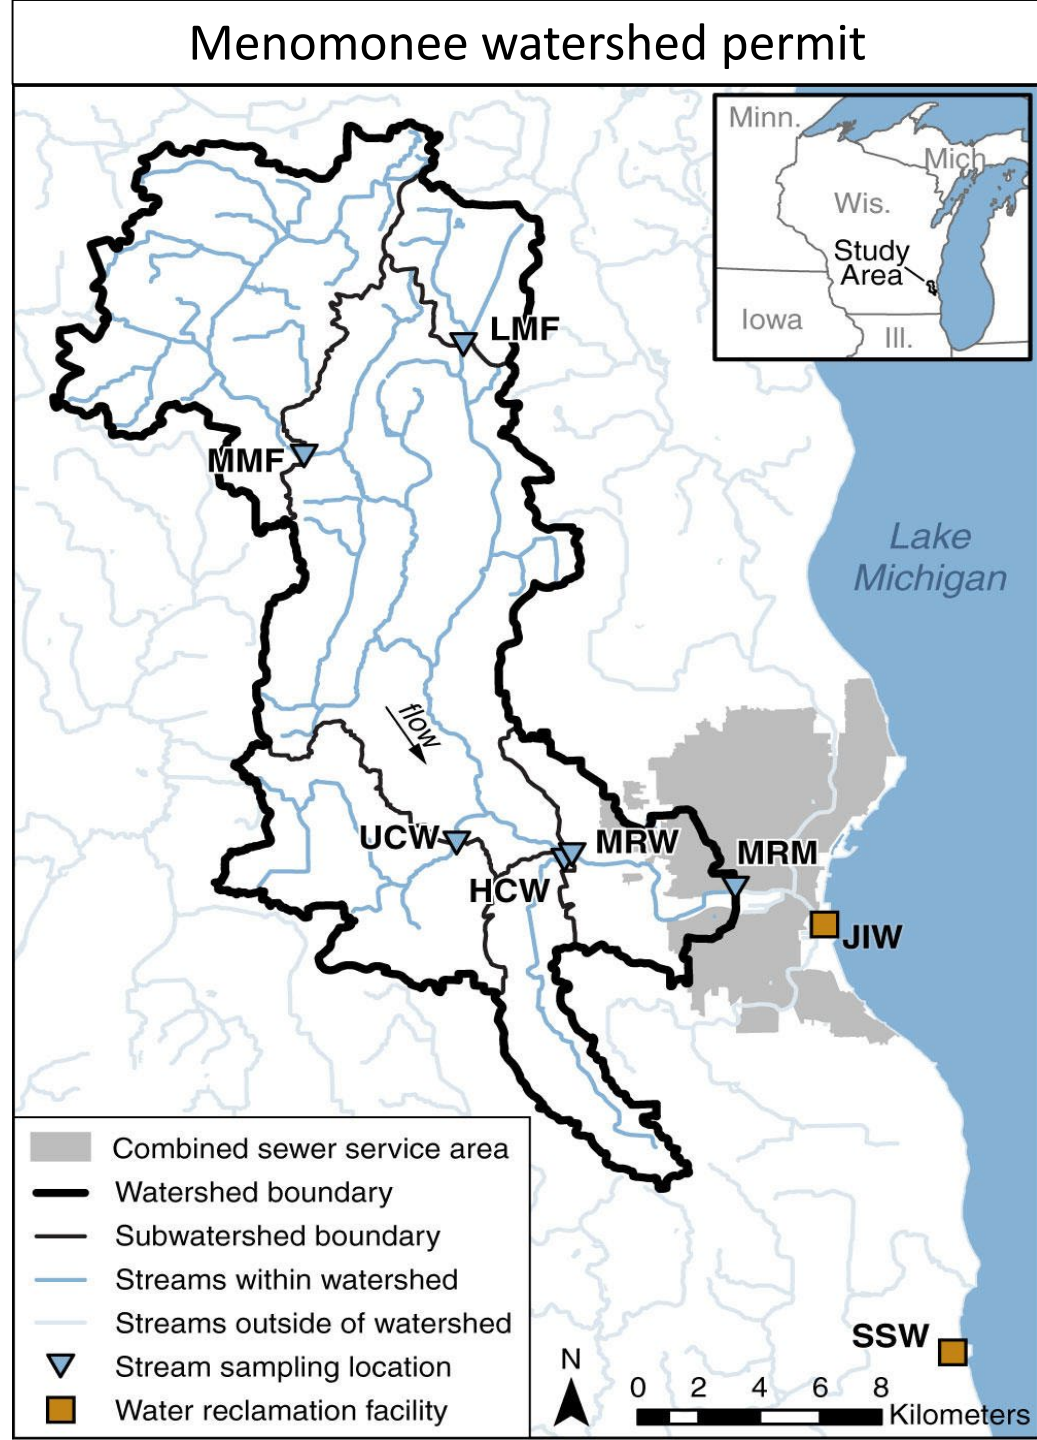 Menomonee watershed permit
Minn.
Mich
Wis.
Study
Area
Iowa
Ill.
LMF
MMF
Lake
Michigan
flow
UCW
MRW
MRM
HCW
JIW
Combined sewer service area
Watershed boundary
Subwatershed boundary
Streams within watershed
Streams outside of watershed
Stream sampling location
Water reclamation facility
SSW
N
0 2 4 6 8
Kilometers